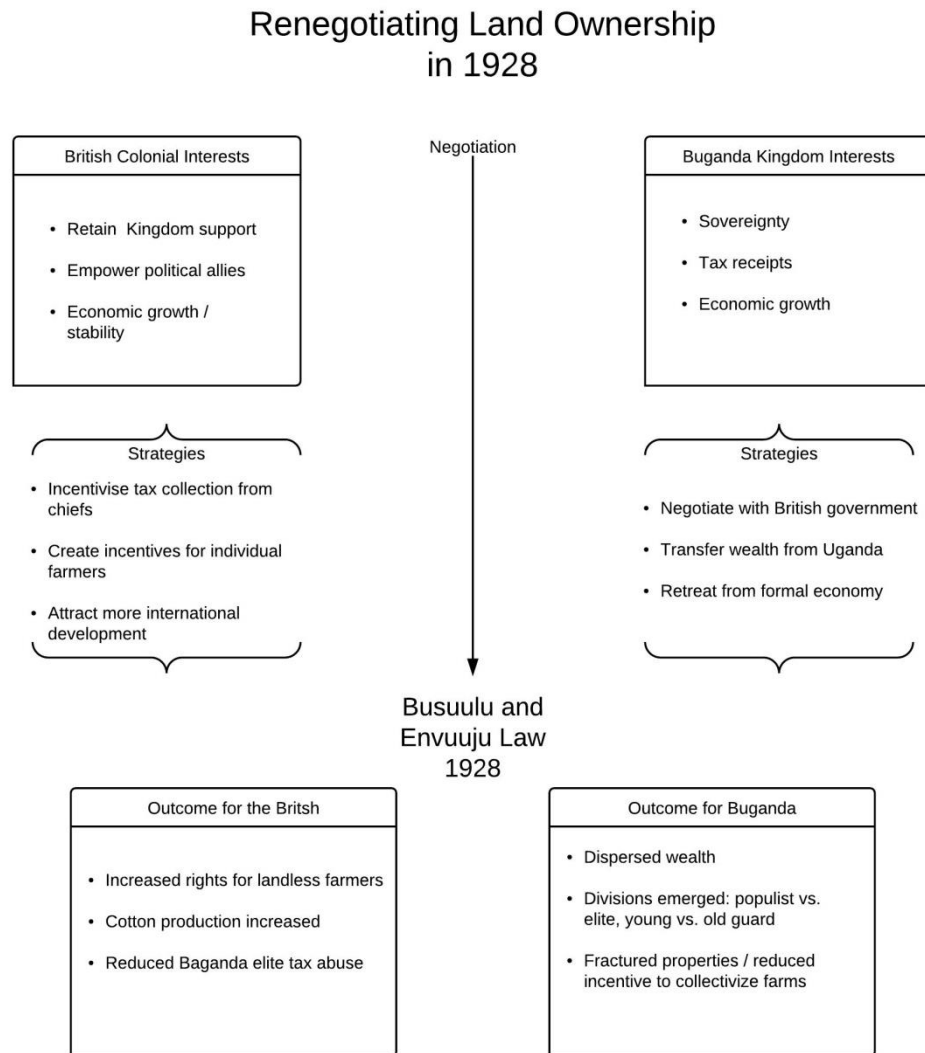 Renegotiating Land Ownership
in 1928
British Colonial Interests
• Retain Kingdom support
• Empower political allies
• Economic growth /
stability
Negotiation
Buganda Kingdom Interests
• Sovereignty
• Tax receipts
• Economic growth
Strategies
• Incentivise tax collection from
chiefs
• Create incentives for individual
farmers
• Attract more international
development
Strategies
• Negotiate with British government
• Transfer wealth from Uganda
• Retreat from formal economy
Busuulu and
Envuuju Law
1928
Outcome for the Britsh
• Increased rights for landless farmers
• Cotton production increased
• Reduced Baganda elite tax abuse
Outcome for Buganda
• Dispersed wealth
• Divisions emerged: populist vs.
elite, young vs. old guard
• Fractured properties / reduced
incentive to collectivize farms